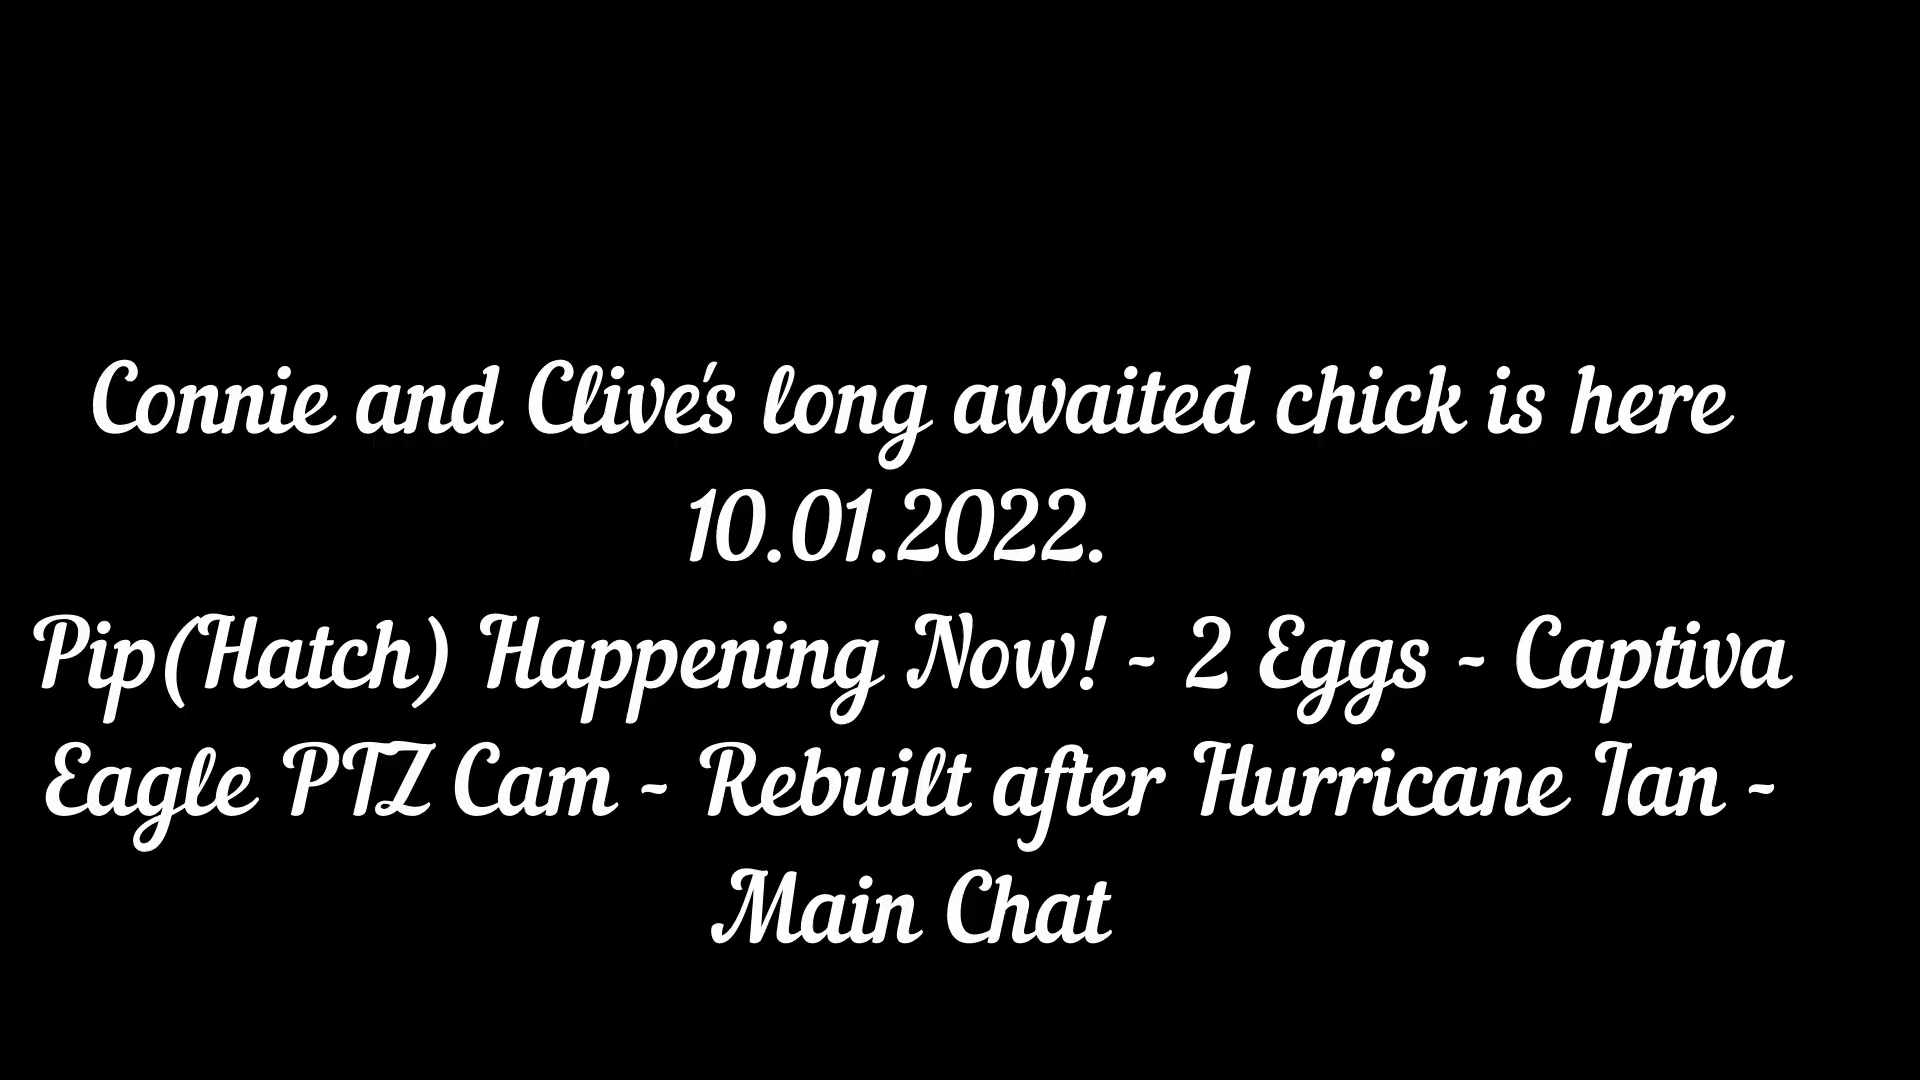 Connie and Clive's long awaited chick is here
10.01.2022.
Pip(Hatch) Happening Now! - 2 Eggs - Captiva
Eagle PTZ Cam - Rebuilt after Hurricane Ian -
Main Chat